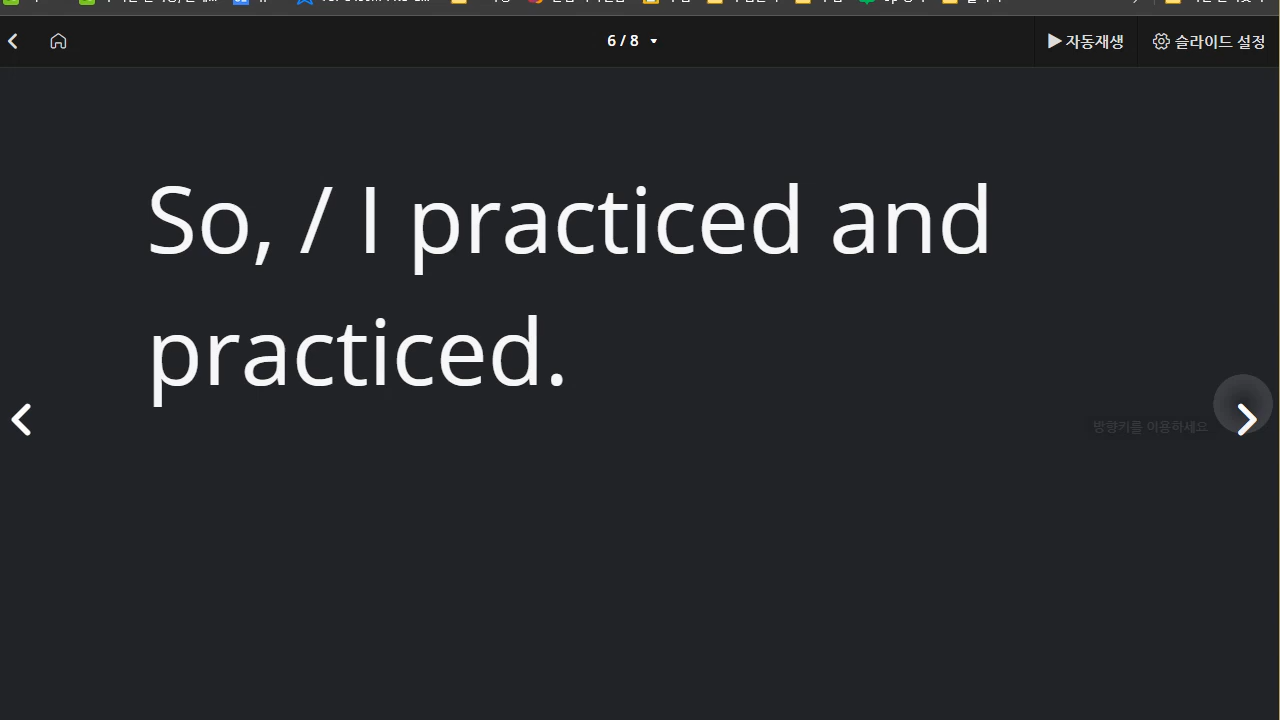 6 / 8
▶ 자동재생
슬라이드 설정
So, / I practiced and
practiced.
방향키를 이용하세요